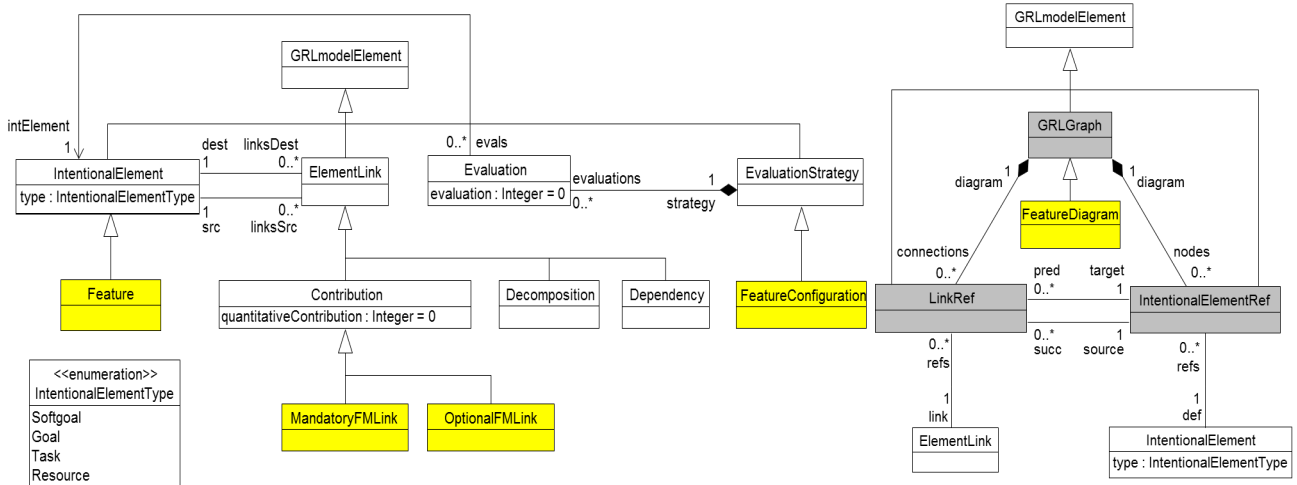 GRLmodelElement
intElement
1
dest linksDest
1 0..*
0..* evals
IntentionalElement
type : IntentionalElementType
ElementLink
Evaluation
evaluation : Integer = 0
evaluations
0..*
1
strategy
EvaluationStrategy
1 0..*
src linksSrc
Feature
Contribution
quantitativeContribution : Integer = 0
Decomposition
Dependency
FeatureConfiguration
<<enumeration>>
IntentionalElementType
Softgoal
Goal
Task
Resource
MandatoryFMLink
OptionalFMLink
GRLmodelElement
GRLGraph
1
diagram
1
diagram
FeatureDiagram
connections
0..*
nodes
0..*
pred target
0..* 1
LinkRef
IntentionalElementRef
0..* 1
succ source
0..*
refs
1
link
0..*
refs
1
def
ElementLink
IntentionalElement
type : IntentionalElementType